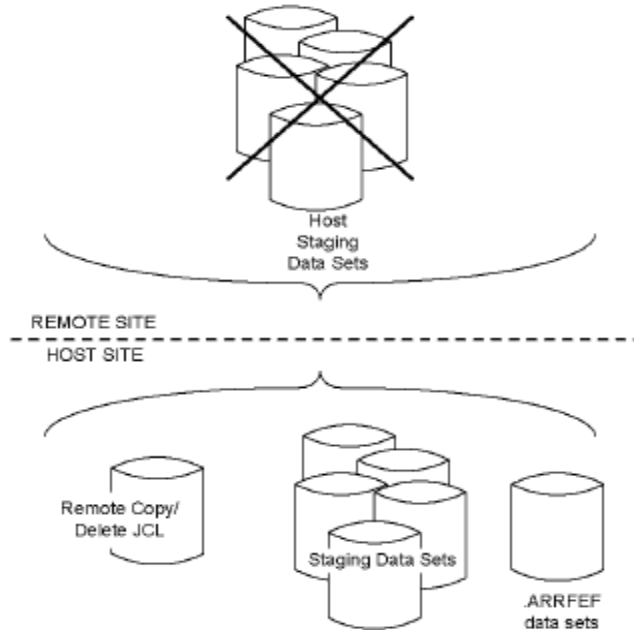 Host
Staging
Data Sets
REMOTE SITE
HOST SITE
Remote Copy/
Delete JCL
Staging Data Sets
.ARRFEF
data sets